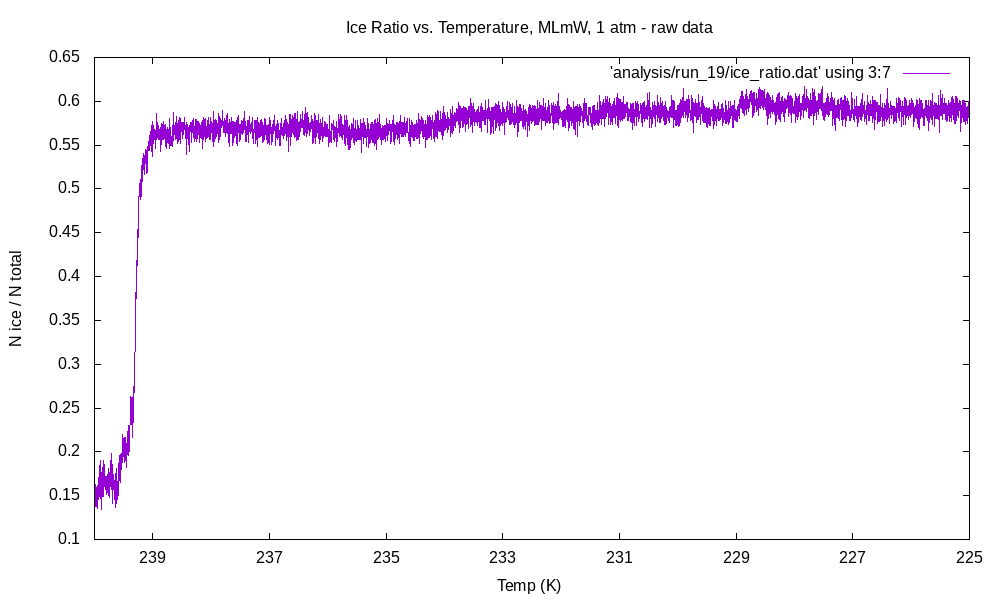 Ice Ratio vs. Temperature, MLmW, 1 atm - raw data
'analysis/run_19/ice_ratio.dat' using 3:7
N ice / N total
0.65
0.6
0.55
0.5
0.45
0.4
0.35
0.3
0.25
0.2
0.15
0.1
239 237 235 233 231 229 227 225
Temp (K)